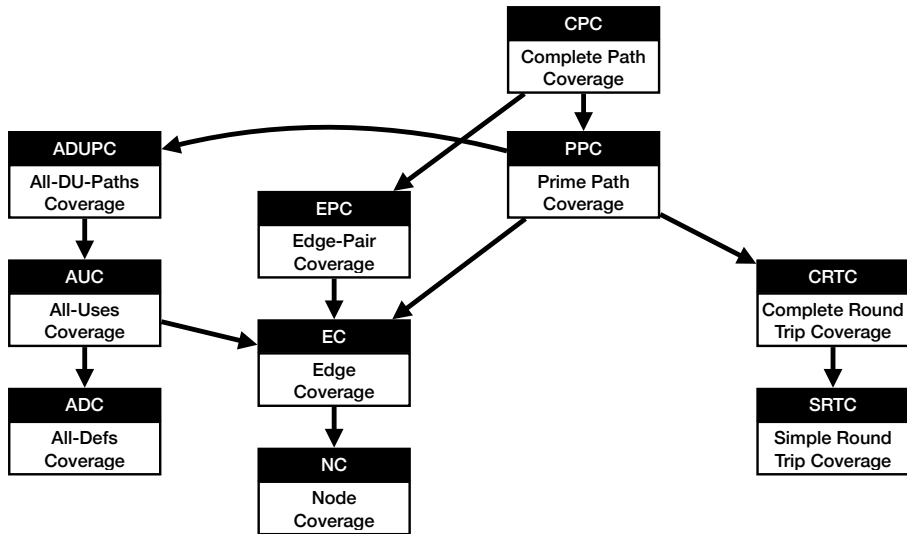 CPC
Complete Path
Coverage
ADUPC
All-DU-Paths
Coverage
PPC
Prime Path
Coverage
EPC
Edge-Pair
Coverage
AUC
All-Uses
Coverage
CRTC
Complete Round
Trip Coverage
EC
Edge
Coverage
ADC
All-Defs
Coverage
SRTC
Simple Round
Trip Coverage
NC
Node
Coverage